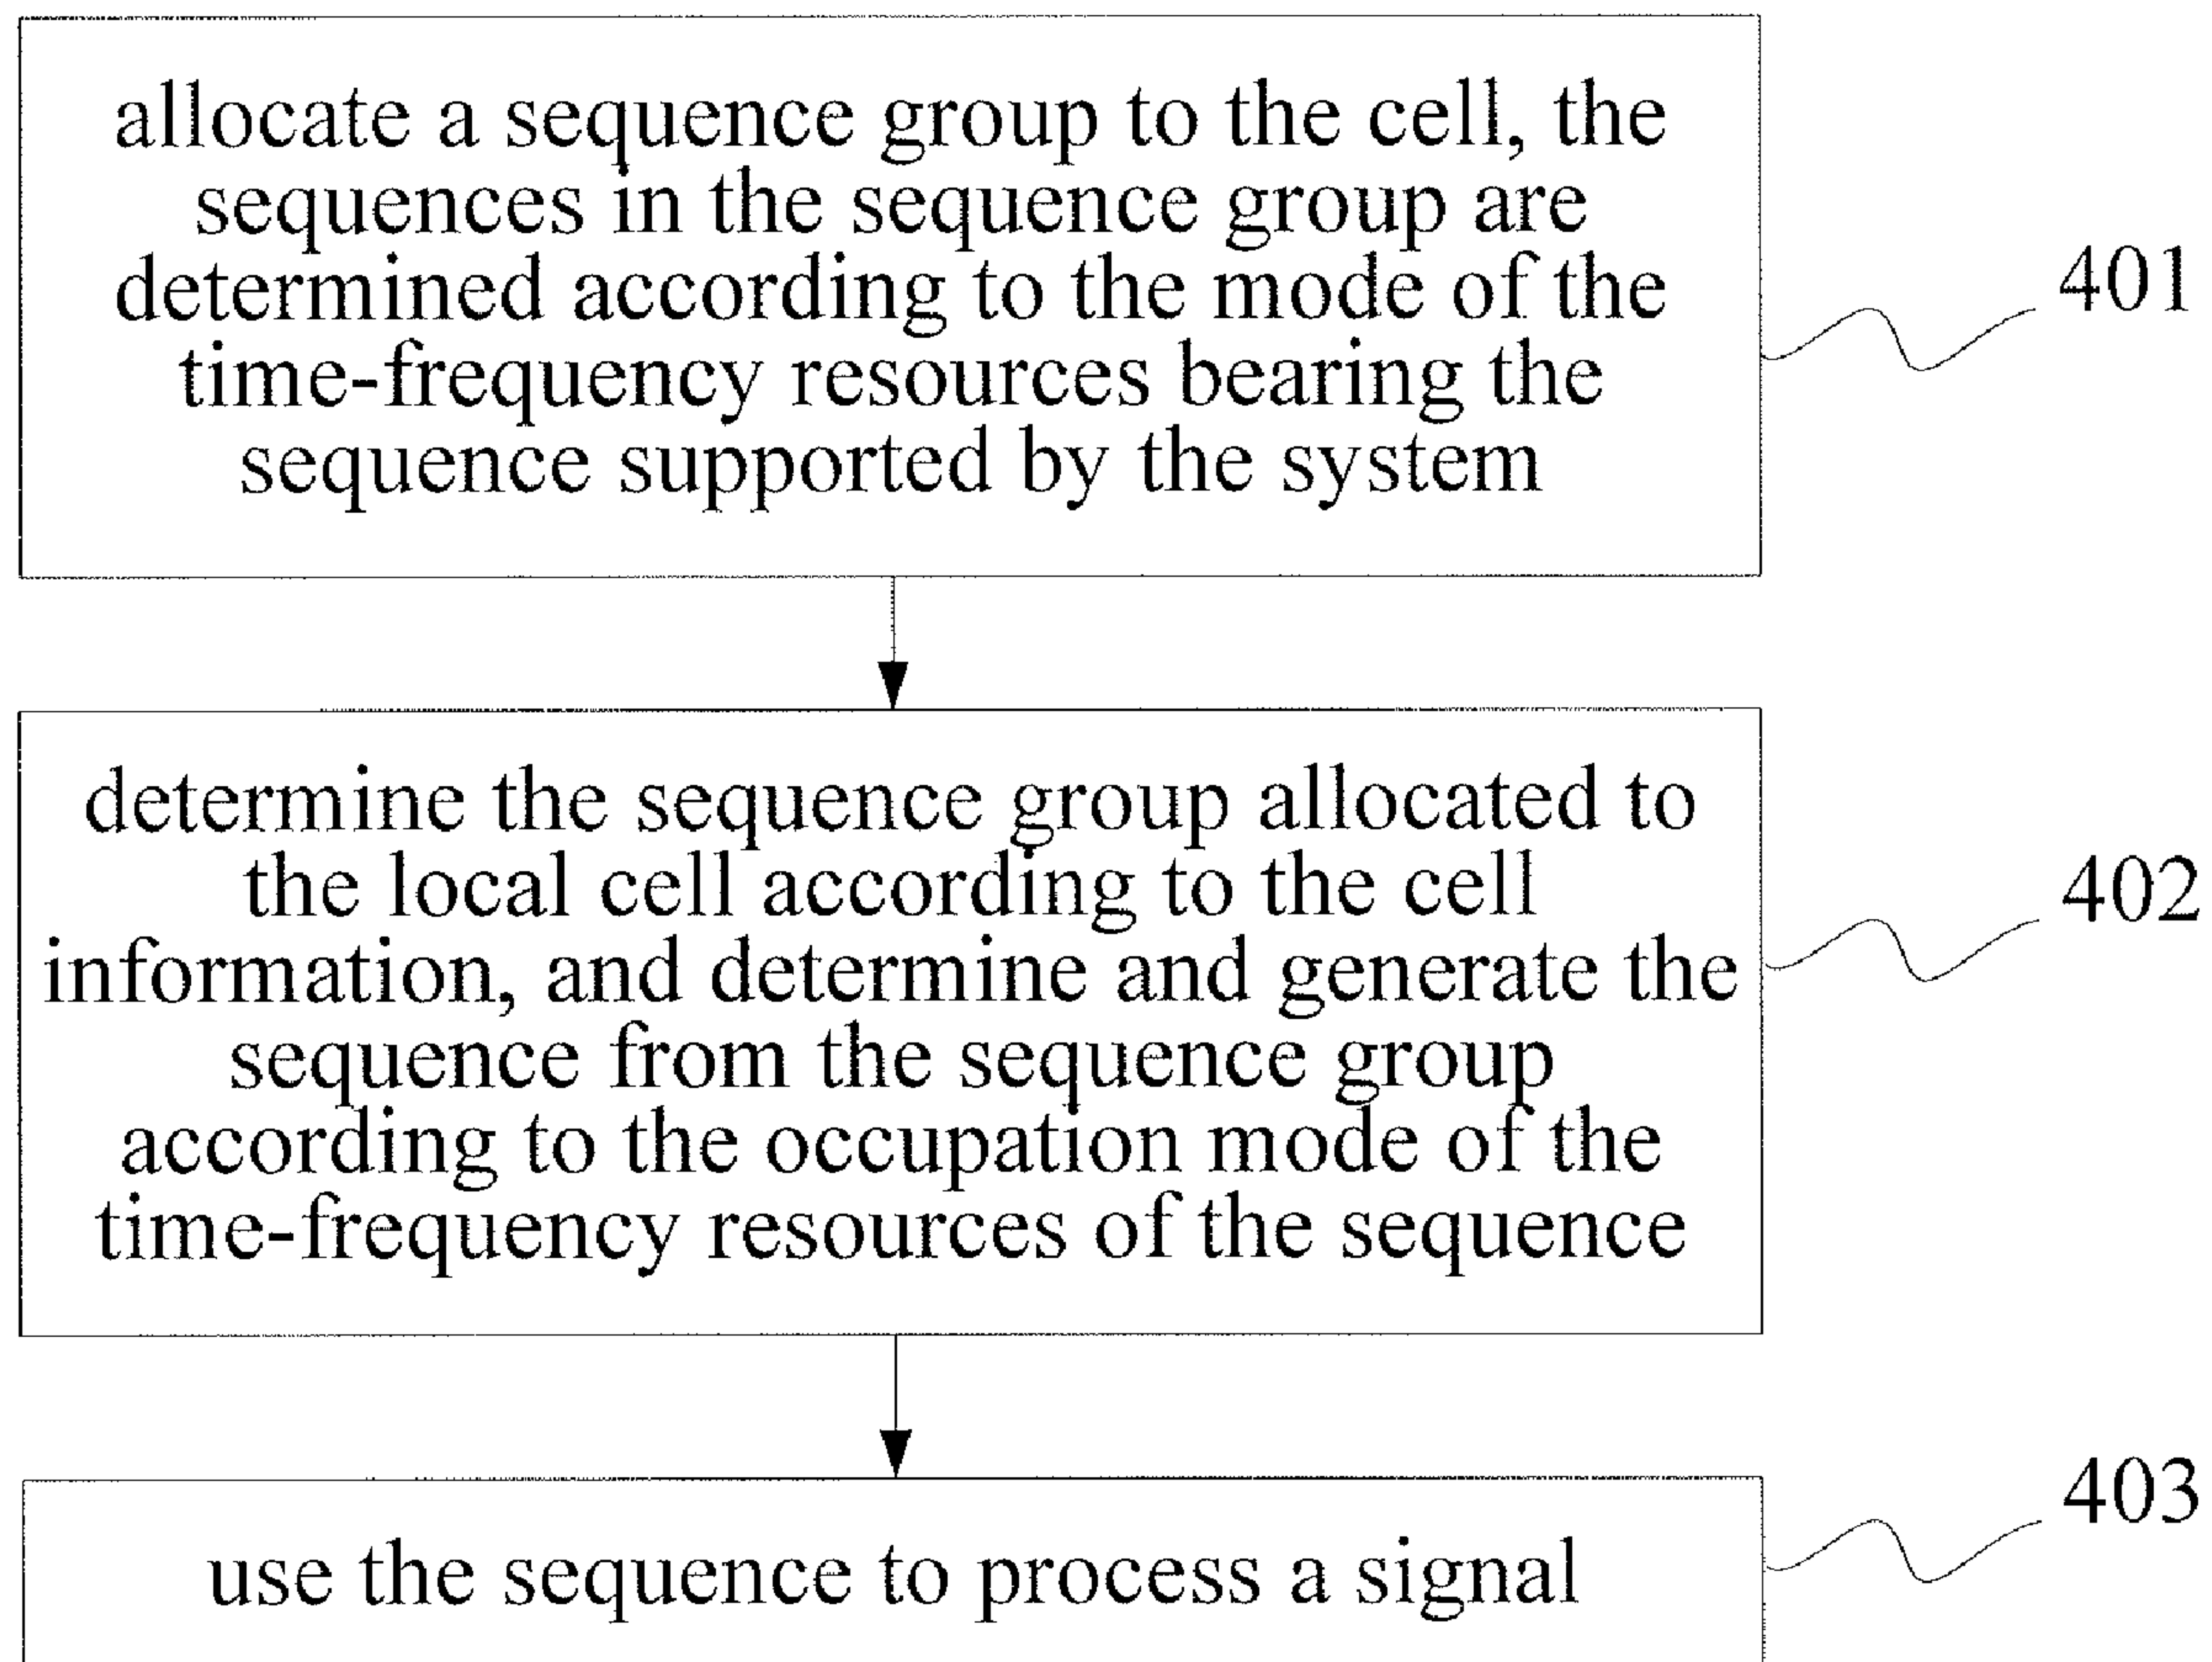 allocate a sequence group to the cell, the
sequences in the sequence group are
determined according to the mode of the
time-frequency resources bearing the
sequence supported by the system
401
determine the sequence group allocated to
the local cell according to the cell
information, and determine and generate the
sequence from the sequence group
according to the occupation mode of the
time-frequency resources of the sequence
402
use the sequence to process a signal
403